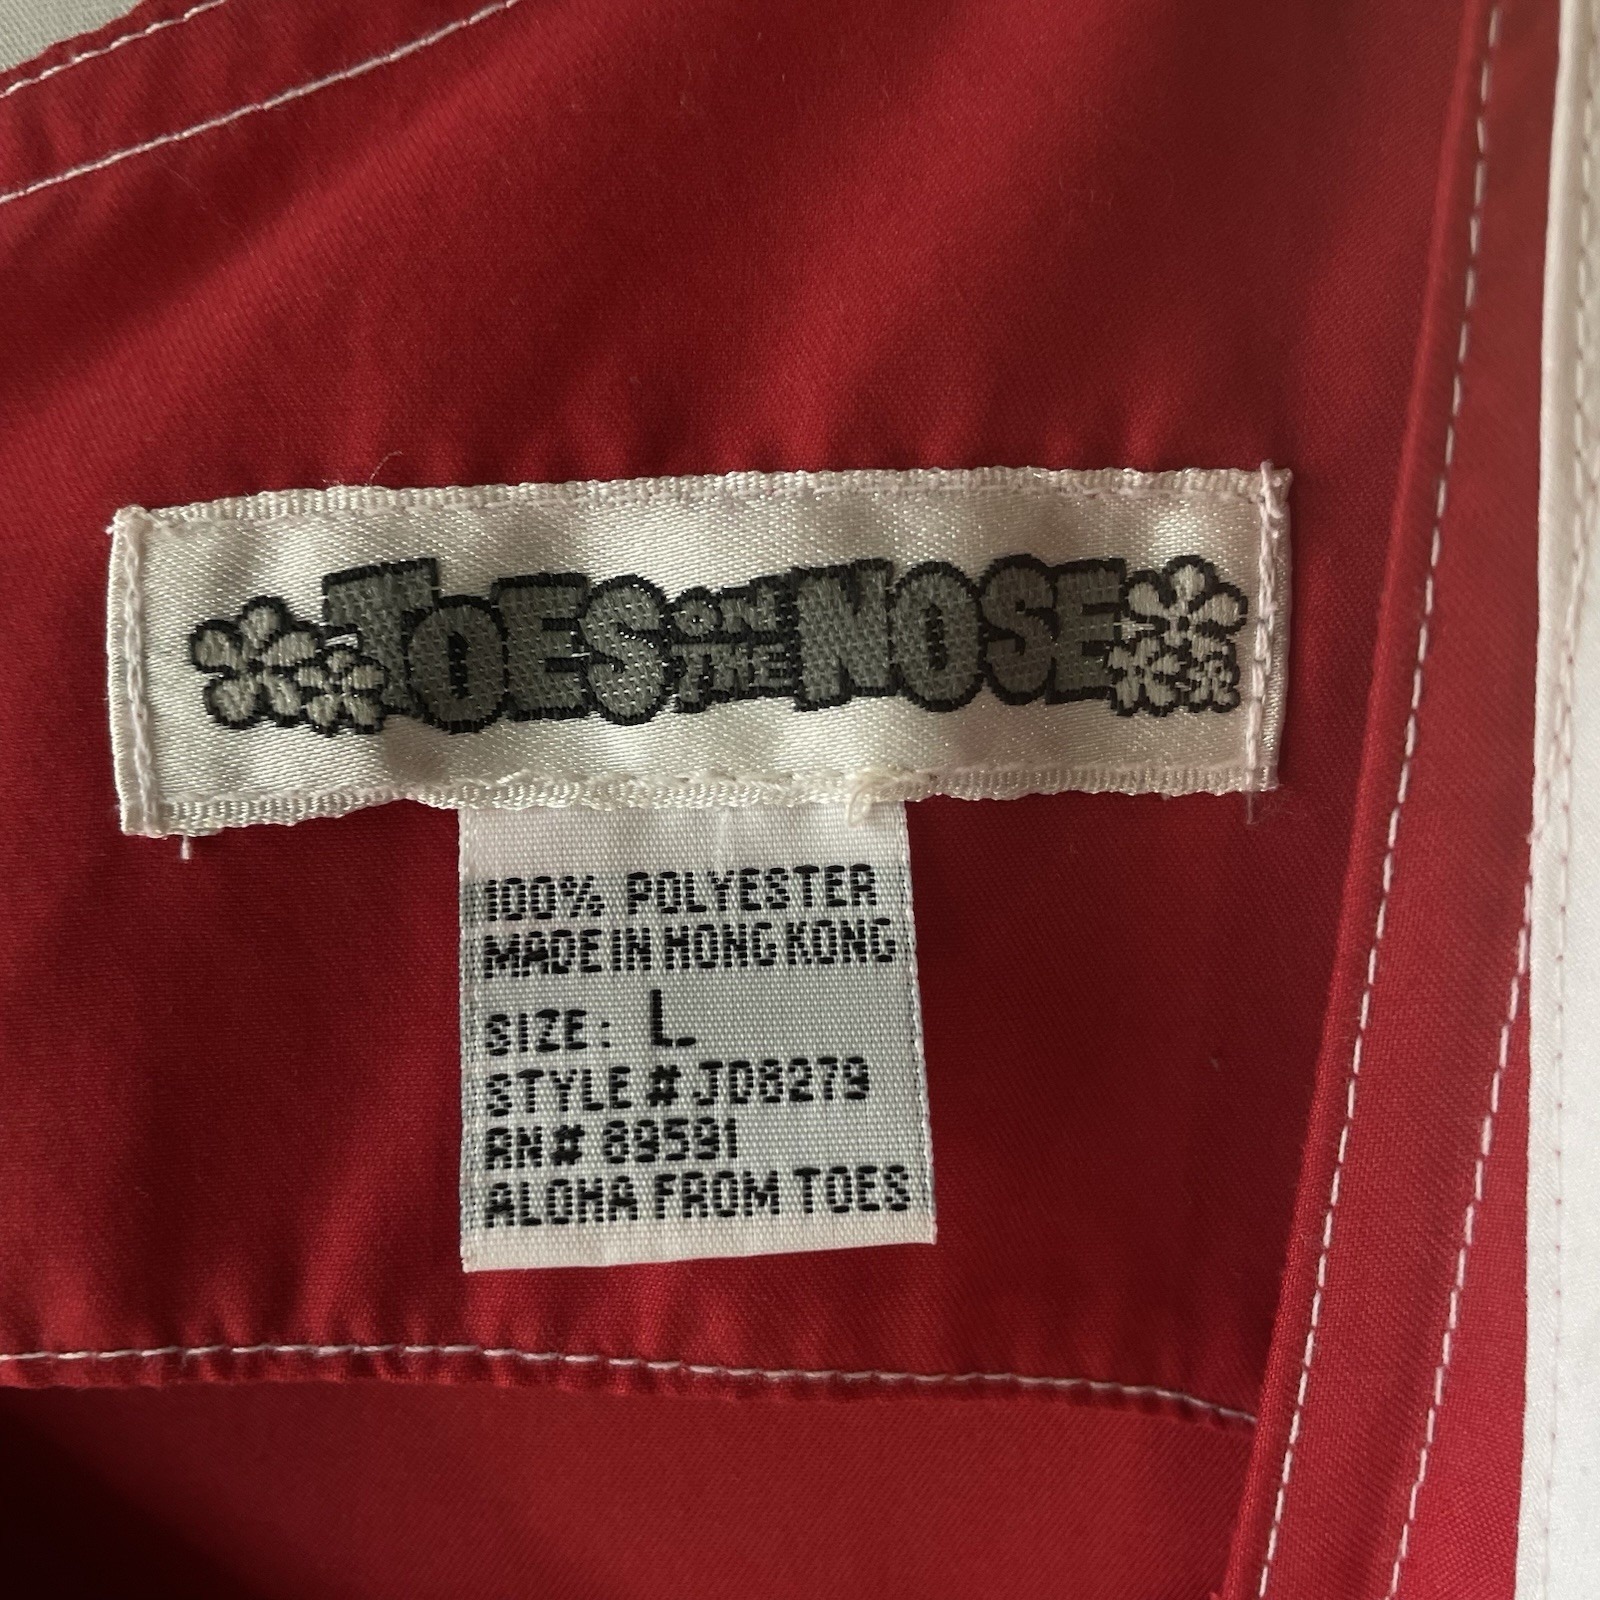 TOES ON THE NOSE
100% POLYESTER
MADE IN HONG KONG
SIZE: L
STYLE # JD8279
RN# 89591
ALOHA FROM TOES